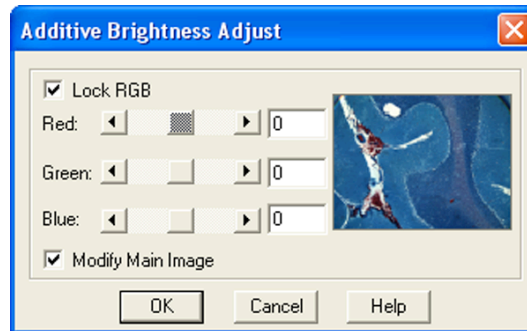 Additive Brightness Adjust
Lock RGB
Red: 0
Green: 0
Blue: 0
Modify Main Image
OK Cancel Help